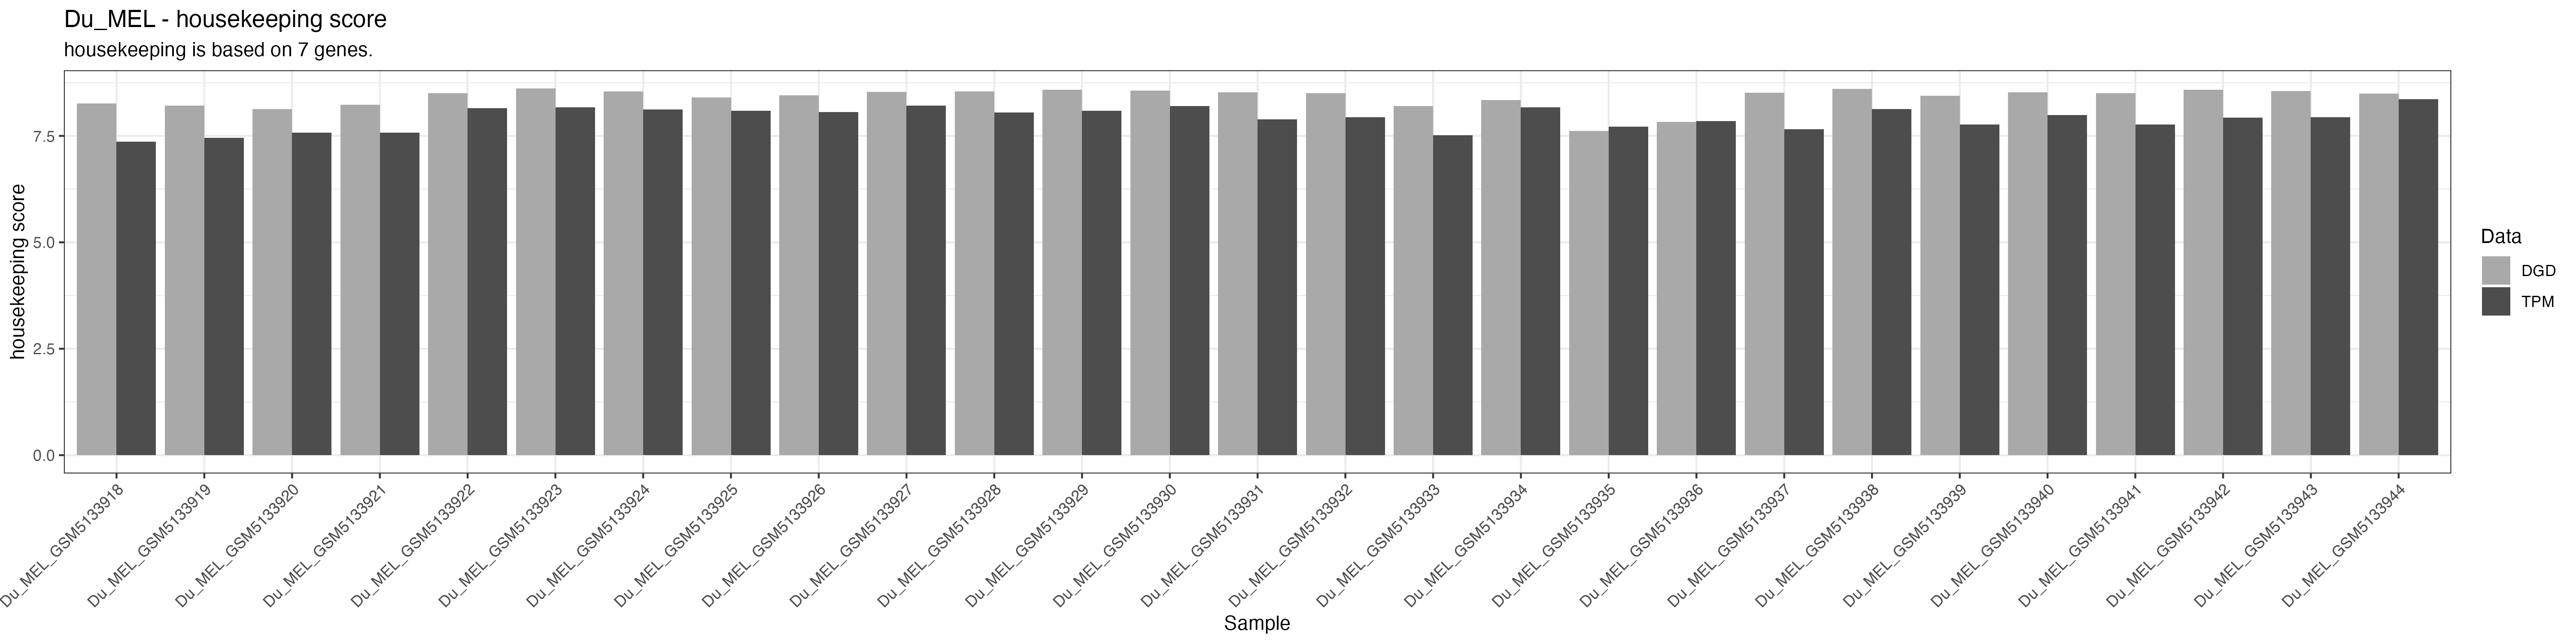 Du_MEL - housekeeping score
housekeeping is based on 7 genes.
housekeeping score
7.5
5.0
2.5
0.0
Du_MEL_GSM5133918
Du_MEL_GSM5133919
Du_MEL_GSM5133920
Du_MEL_GSM5133921
Du_MEL_GSM5133922
Du_MEL_GSM5133923
Du_MEL_GSM5133924
Du_MEL_GSM5133925
Du_MEL_GSM5133926
Du_MEL_GSM5133927
Du_MEL_GSM5133928
Du_MEL_GSM5133929
Du_MEL_GSM5133930
Du_MEL_GSM5133931
Du_MEL_GSM5133932
Du_MEL_GSM5133933
Du_MEL_GSM5133934
Du_MEL_GSM5133935
Du_MEL_GSM5133936
Du_MEL_GSM5133937
Du_MEL_GSM5133938
Du_MEL_GSM5133939
Du_MEL_GSM5133940
Du_MEL_GSM5133941
Du_MEL_GSM5133942
Du_MEL_GSM5133943
Du_MEL_GSM5133944
Sample
Data
DGD
TPM